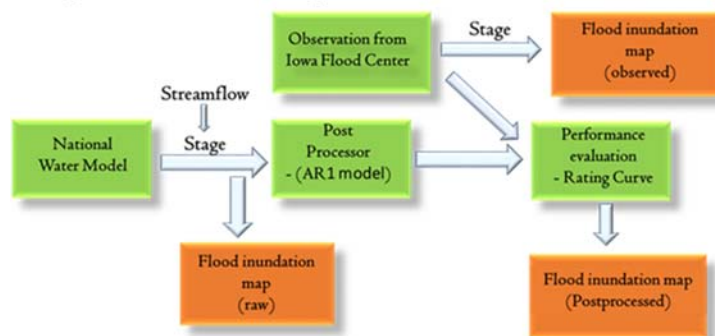 Observation from
Iowa Flood Center
Stage
Flood inundation
map
(observed)
Streamflow
National
Water Model
Stage
Post
Processor
- (AR1 model)
Performance
evaluation
- Rating Curve
Flood inundation
map
(raw)
Flood inundation map
(Postprocessed)